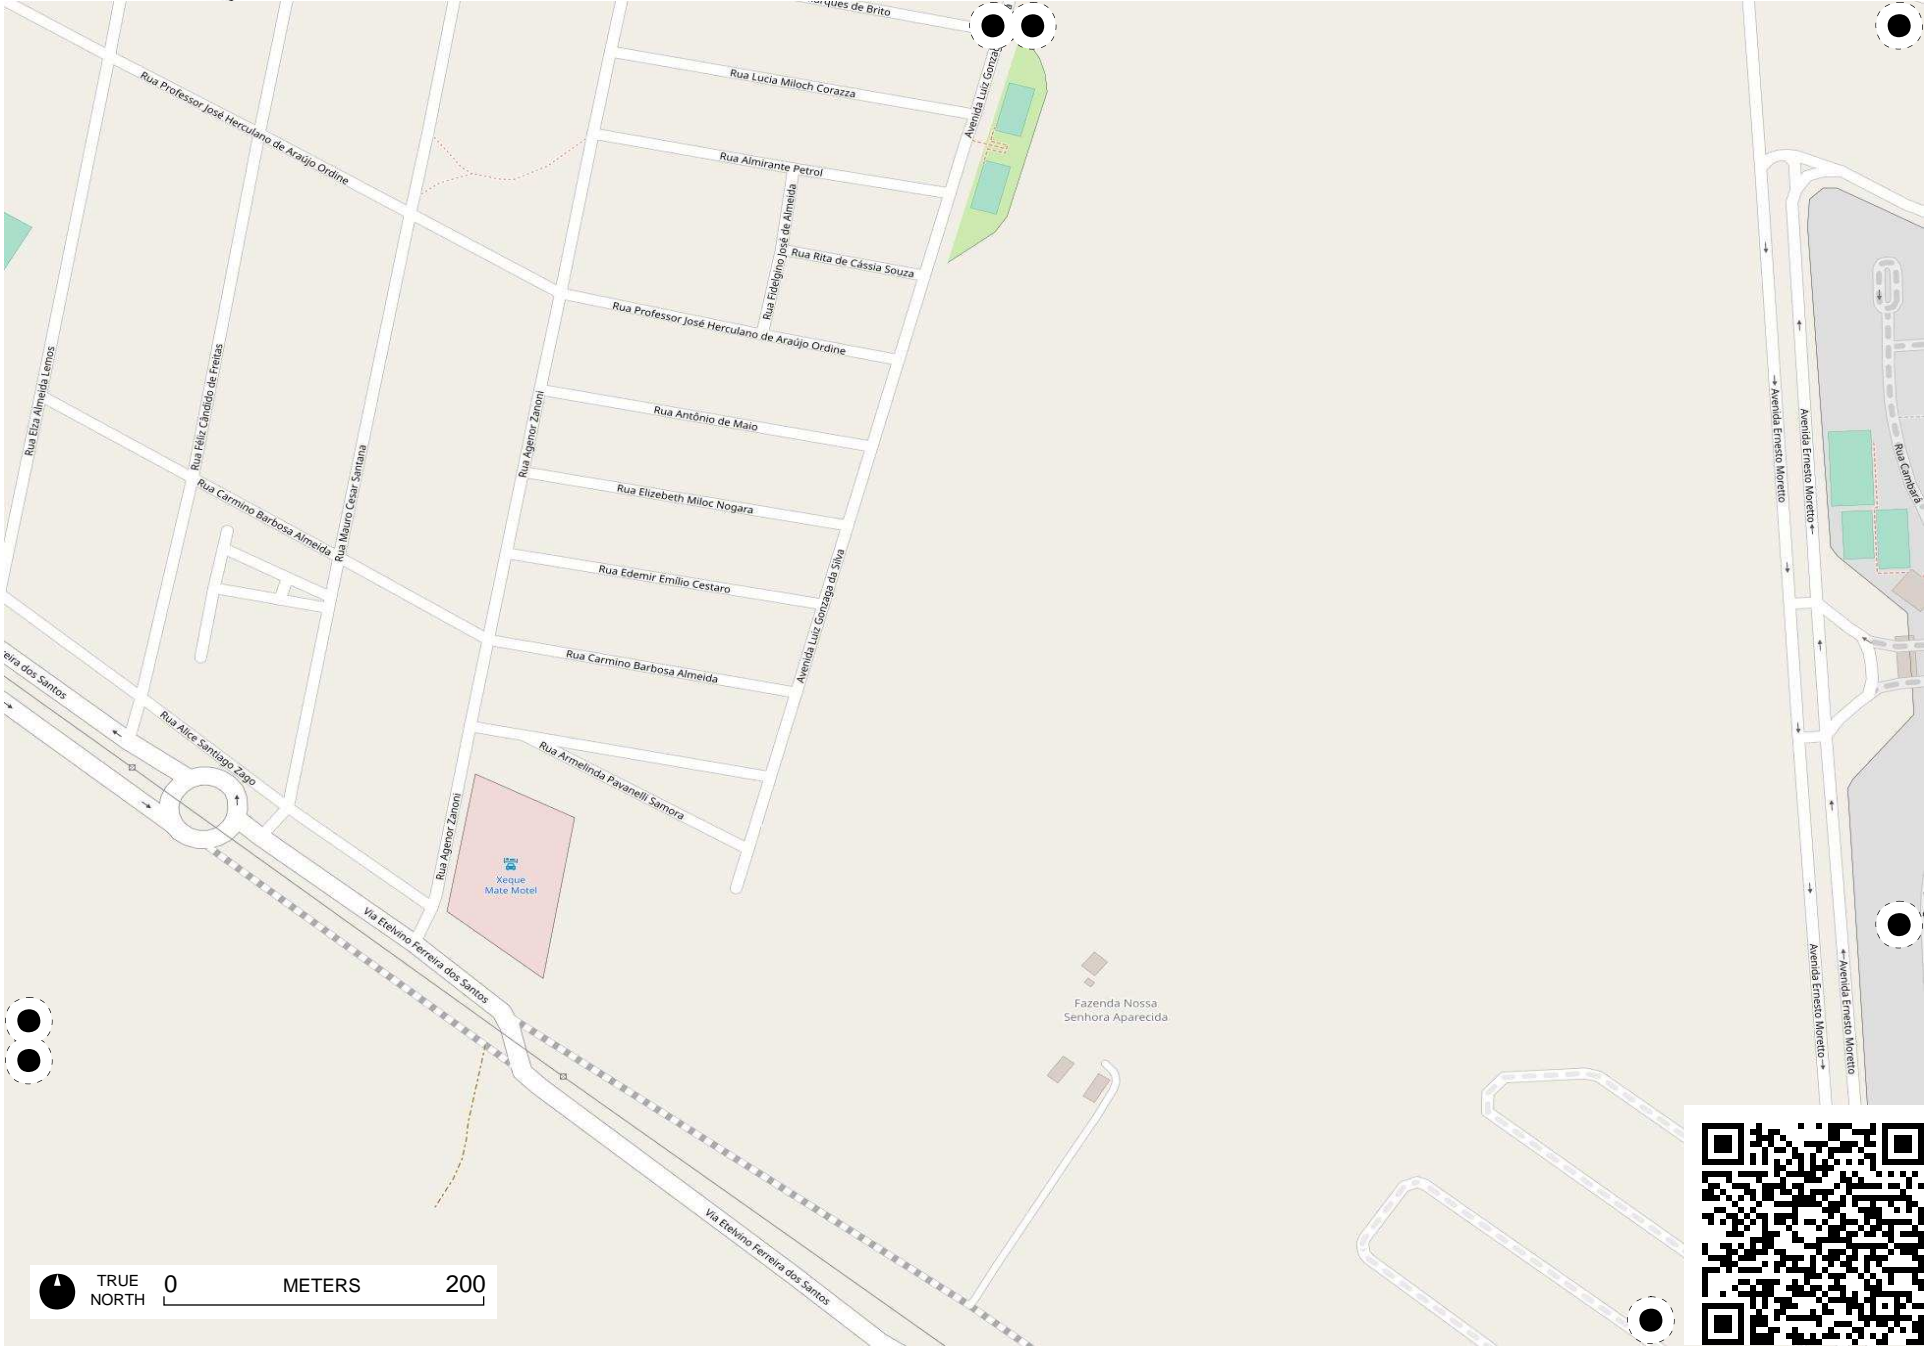 arques de Brito
Rua Lucia Miloch Corazza
Avenida Luiz Gonzag
Rua Professor José Herculano de Araújo Ordine
Rua Almirante Petrol
Rua Fidelgino José de Almeida
Rua Rita de Cássia Souza
Rua Professor José Herculano de Araújo Ordine
Rua Elza Almeida Lemos
Rua Féliz Cândido de Freitas
Rua Mauro Cesar Santana
Rua Agenor Zanoni
Rua Antônio de Maio
Avenida Ernesto Moretto
Avenida Ernesto Moretto
Rua Cambará
Rua Carmino Barbosa Almeida
Rua Elizebeth Miloc Nogara
Rua Edemir Emílio Cestaro
Avenida Luiz Gonzaga da Silva
Rua Carmino Barbosa Almeida
eira dos Santos
Rua Alice Santiago Zago
Rua Armelinda Pavanelli Samora
Rua Agenor Zanoni
Xeque
Mate Motel
Via Etelvino Ferreira dos Santos
Avenida Ernesto Moretto
Avenida Ernesto Moretto
Fazenda Nossa
Senhora Aparecida
Via Etelvino Ferreira dos Santos
TRUE
NORTH
0 METERS 200